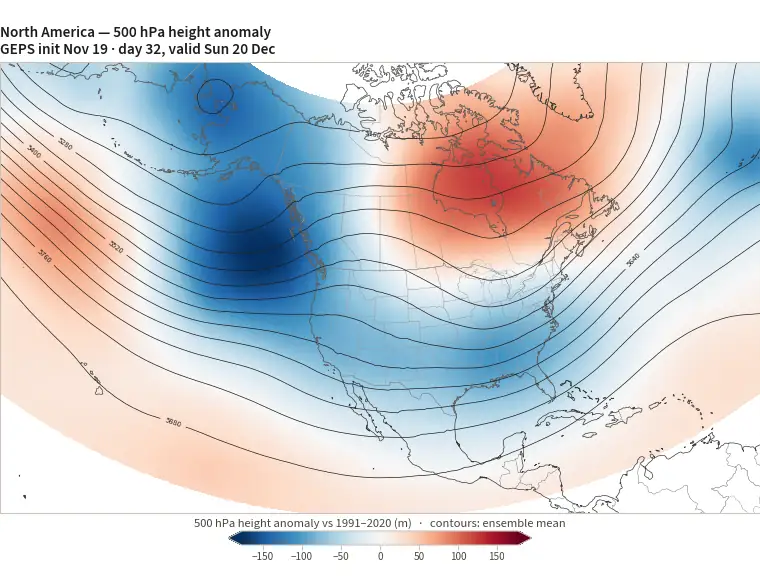 North America — 500 hPa height anomaly
GEPS init Nov 19 · day 32, valid Sun 20 Dec
5160
5280
5400
5520
5760
5640
5880
500 hPa height anomaly vs 1991–2020 (m) · contours: ensemble mean
−150 −100 −50 0 50 100 150